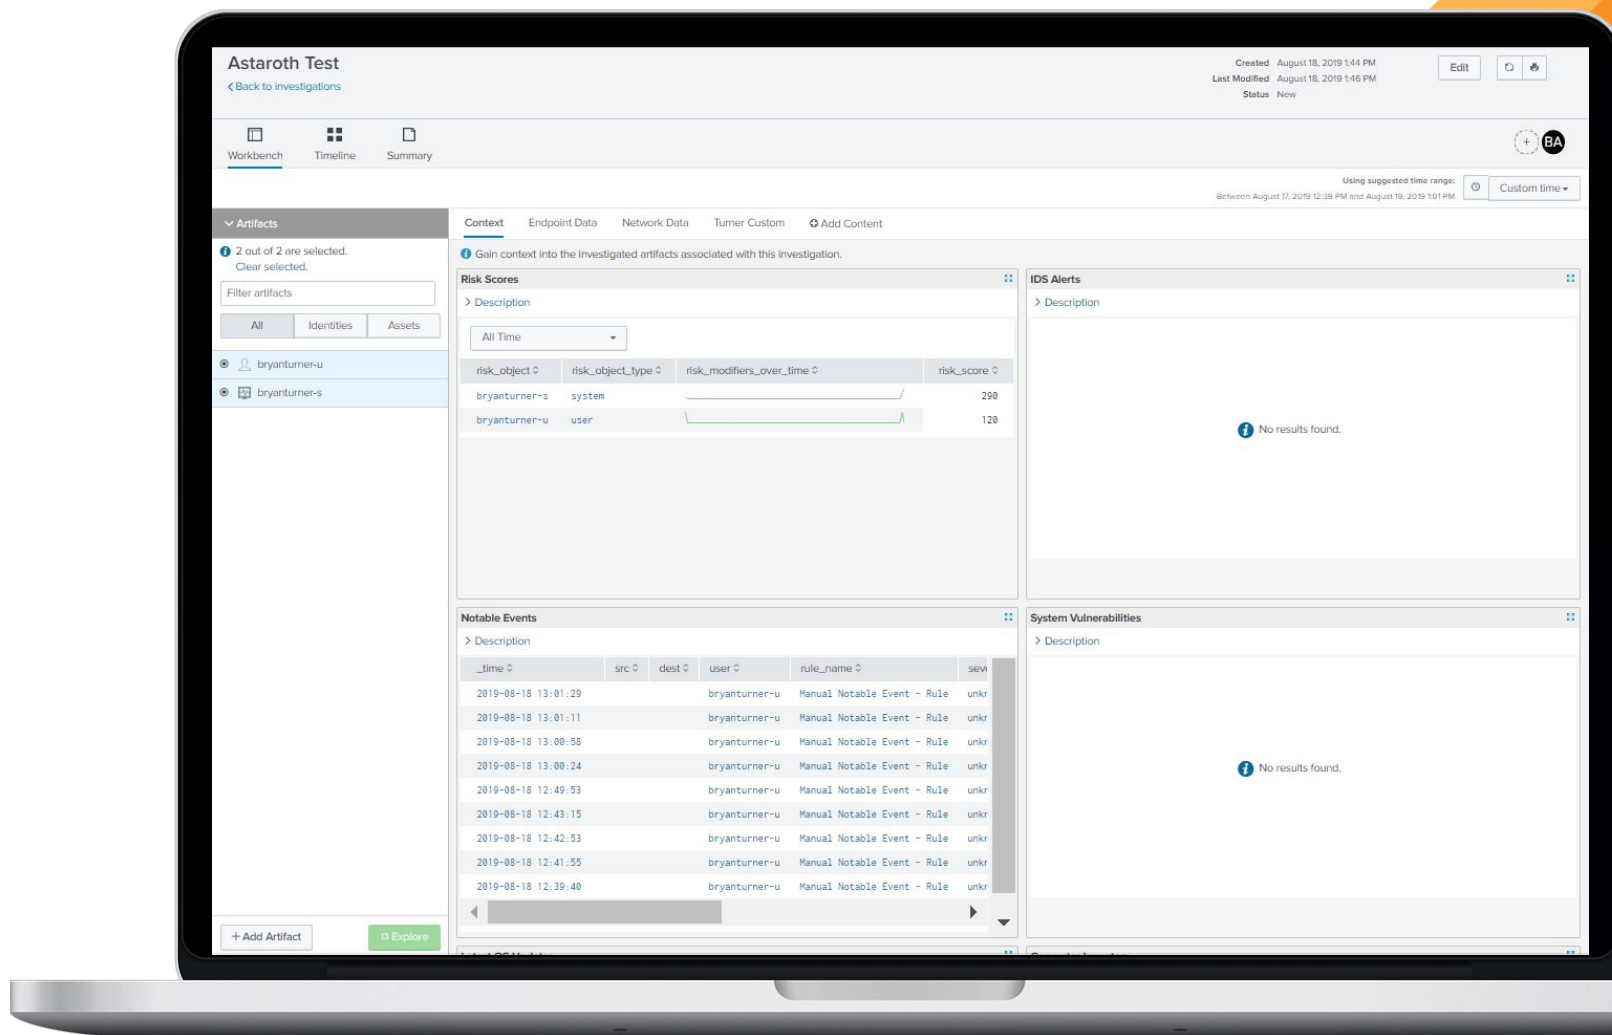 Astaroth Test
Back to investigations
Created August 18, 2019 1:44 PM
Last Modified August 18, 2019 1:46 PM
Status New
Edit
Workbench Timeline Summary
BA
Using suggested time range:
Between August 17, 2019 12:39 PM and August 19, 2019 1:01 PM
Custom time
Artifacts
2 out of 2 are selected.
Clear selected.
Filter artifacts
All Identities Assets
bryanturner-u
bryanturner-s
+ Add Artifact
Explore
Context Endpoint Data Network Data Turner Custom Add Content
Gain context into the investigated artifacts associated with this investigation.
Risk Scores
> Description
All Time
risk_object risk_object_type risk_modifiers_over_time risk_score
bryanturner-s system 290
bryanturner-u user 120
IDS Alerts
> Description
No results found.
Notable Events
> Description
_time src dest user rule_name
2019-08-18 13:01:29 bryanturner-u Manual Notable Event - Rule
2019-08-18 13:01:11 bryanturner-u Manual Notable Event - Rule
2019-08-18 13:00:58 bryanturner-u Manual Notable Event - Rule
2019-08-18 13:00:24 bryanturner-u Manual Notable Event - Rule
2019-08-18 12:49:53 bryanturner-u Manual Notable Event - Rule
2019-08-18 12:43:15 bryanturner-u Manual Notable Event - Rule
2019-08-18 12:42:53 bryanturner-u Manual Notable Event - Rule
2019-08-18 12:41:55 bryanturner-u Manual Notable Event - Rule
2019-08-18 12:39:40 bryanturner-u Manual Notable Event - Rule
System Vulnerabilities
> Description
No results found.